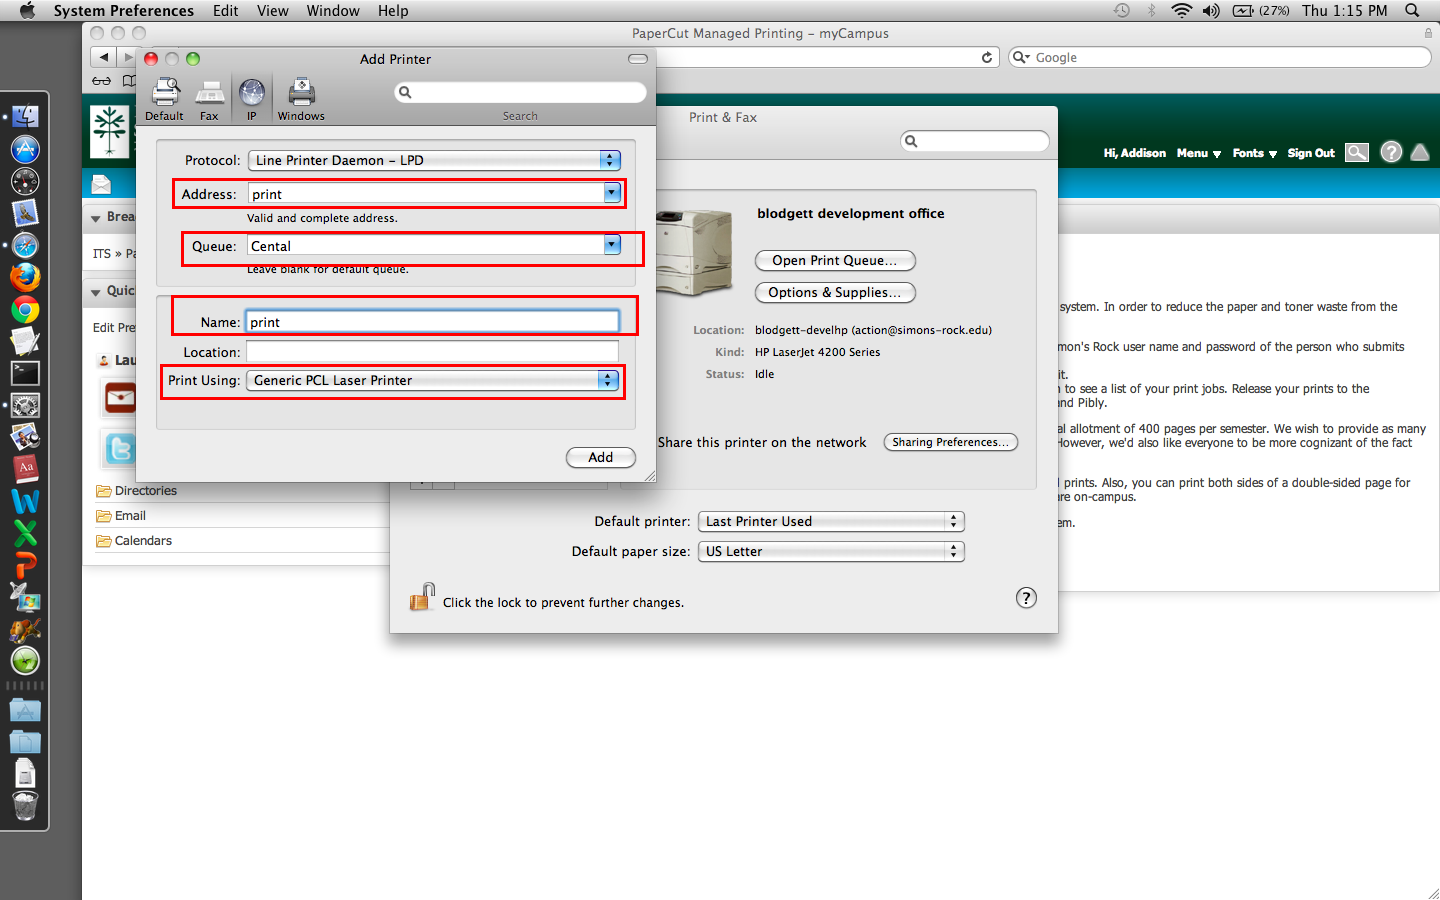 System Preferences Edit View Window Help (27%) Thu 1:15 PM
PaperCut Managed Printing – myCampus
Google
Add Printer
Default Fax IP Windows
Search
Protocol: Line Printer Daemon – LPD
Address: print
Valid and complete address.
Queue: Cental
Leave blank for default queue.
Name: print
Location:
Print Using: Generic PCL Laser Printer
Add
Print & Fax
blodgett development office
Open Print Queue...
Options & Supplies...
Location: blodgett-develhp (action@simons-rock.edu)
Kind: HP LaserJet 4200 Series
Status: Idle
Share this printer on the network Sharing Preferences...
Default printer: Last Printer Used
Default paper size: US Letter
Click the lock to prevent further changes.
?
Hi, Addison Menu Fonts Sign Out ?
Brea
ITS » Pa
Quic
Edit Pre
Lau
Directories
Email
Calendars
system. In order to reduce the paper and toner waste from the
mon's Rock user name and password of the person who submits
it.
n to see a list of your print jobs. Release your prints to the
and Pibly.
al allotment of 400 pages per semester. We wish to provide as many
However, we'd also like everyone to be more cognizant of the fact
l prints. Also, you can print both sides of a double-sided page for
are on-campus.
em.
Aa